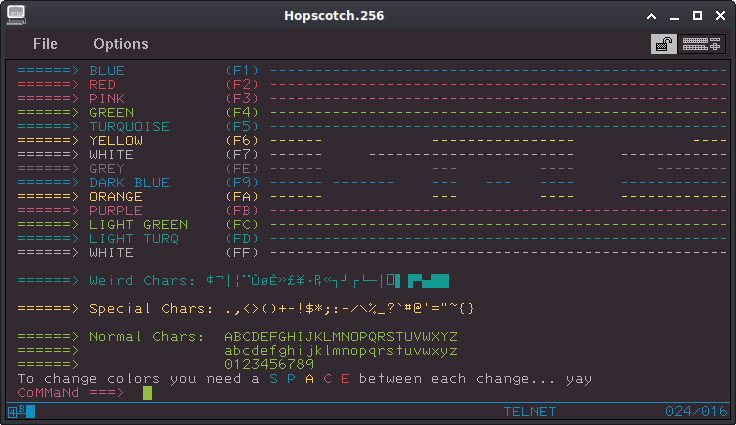 Hopscotch.256
File Options
======> BLUE (F1) ---------------------------------------------------
======> RED (F2) ---------------------------------------------------
======> PINK (F3) ---------------------------------------------------
======> GREEN (F4) ---------------------------------------------------
======> TURQUOISE (F5) ---------------------------------------------------
======> YELLOW (F6) ------            ----------------             ----
======> WHITE (F7) ------     ----------------------     ------------
======> GREY (FE) ------            ---         ----            ----
======> DARK BLUE (F9) ------ -------    ---   ---  ----     ------------
======> ORANGE (FA) ------            ---         ----            ----
======> PURPLE (FB) ---------------------------------------------------
======> LIGHT GREEN (FC) ---------------------------------------------------
======> LIGHT TURQ (FD) ---------------------------------------------------
======> WHITE (FF) ---------------------------------------------------
======> Weird Chars: ¢¬|¦¨ÛøÊ»£¥·₧«┐┘┌└─│
======> Special Chars: .,<>()+-!$*;:-/\%_?`#@'="~{}
======> Normal Chars: ABCDEFGHIJKLMNOPQRSTUVWXYZ
======> abcdefghijklmnopqrstuvwxyz
======> 0123456789
To change colors you need a S P A C E between each change... yay
CoMMaNd ===>
4 B TELNET 024/016